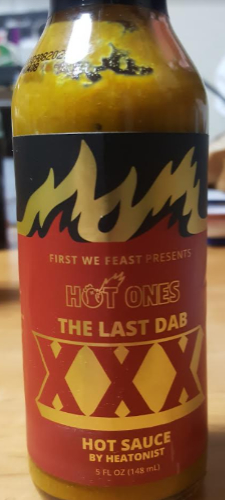 FIRST WE FEAST PRESENTS
HOT ONES
THE LAST DAB
XXX
HOT SAUCE
BY HEATONIST
5 FL OZ (148 mL)